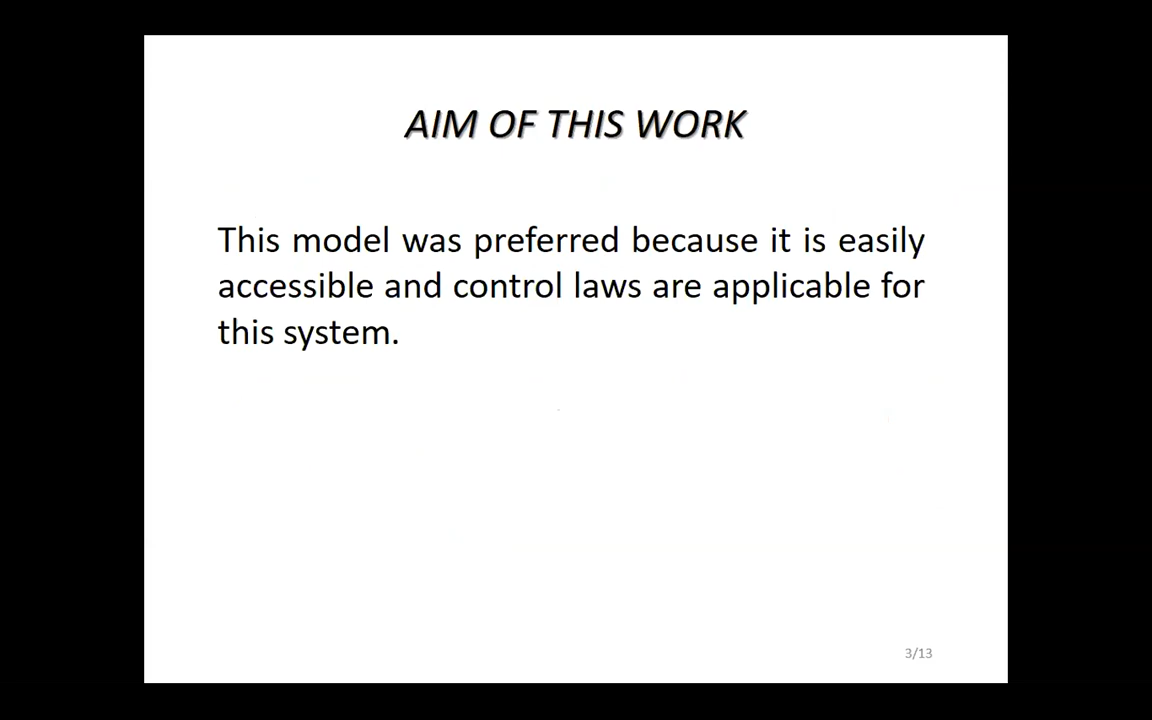 AIM OF THIS WORK
This model was preferred because it is easily
accessible and control laws are applicable for
this system.
3/13